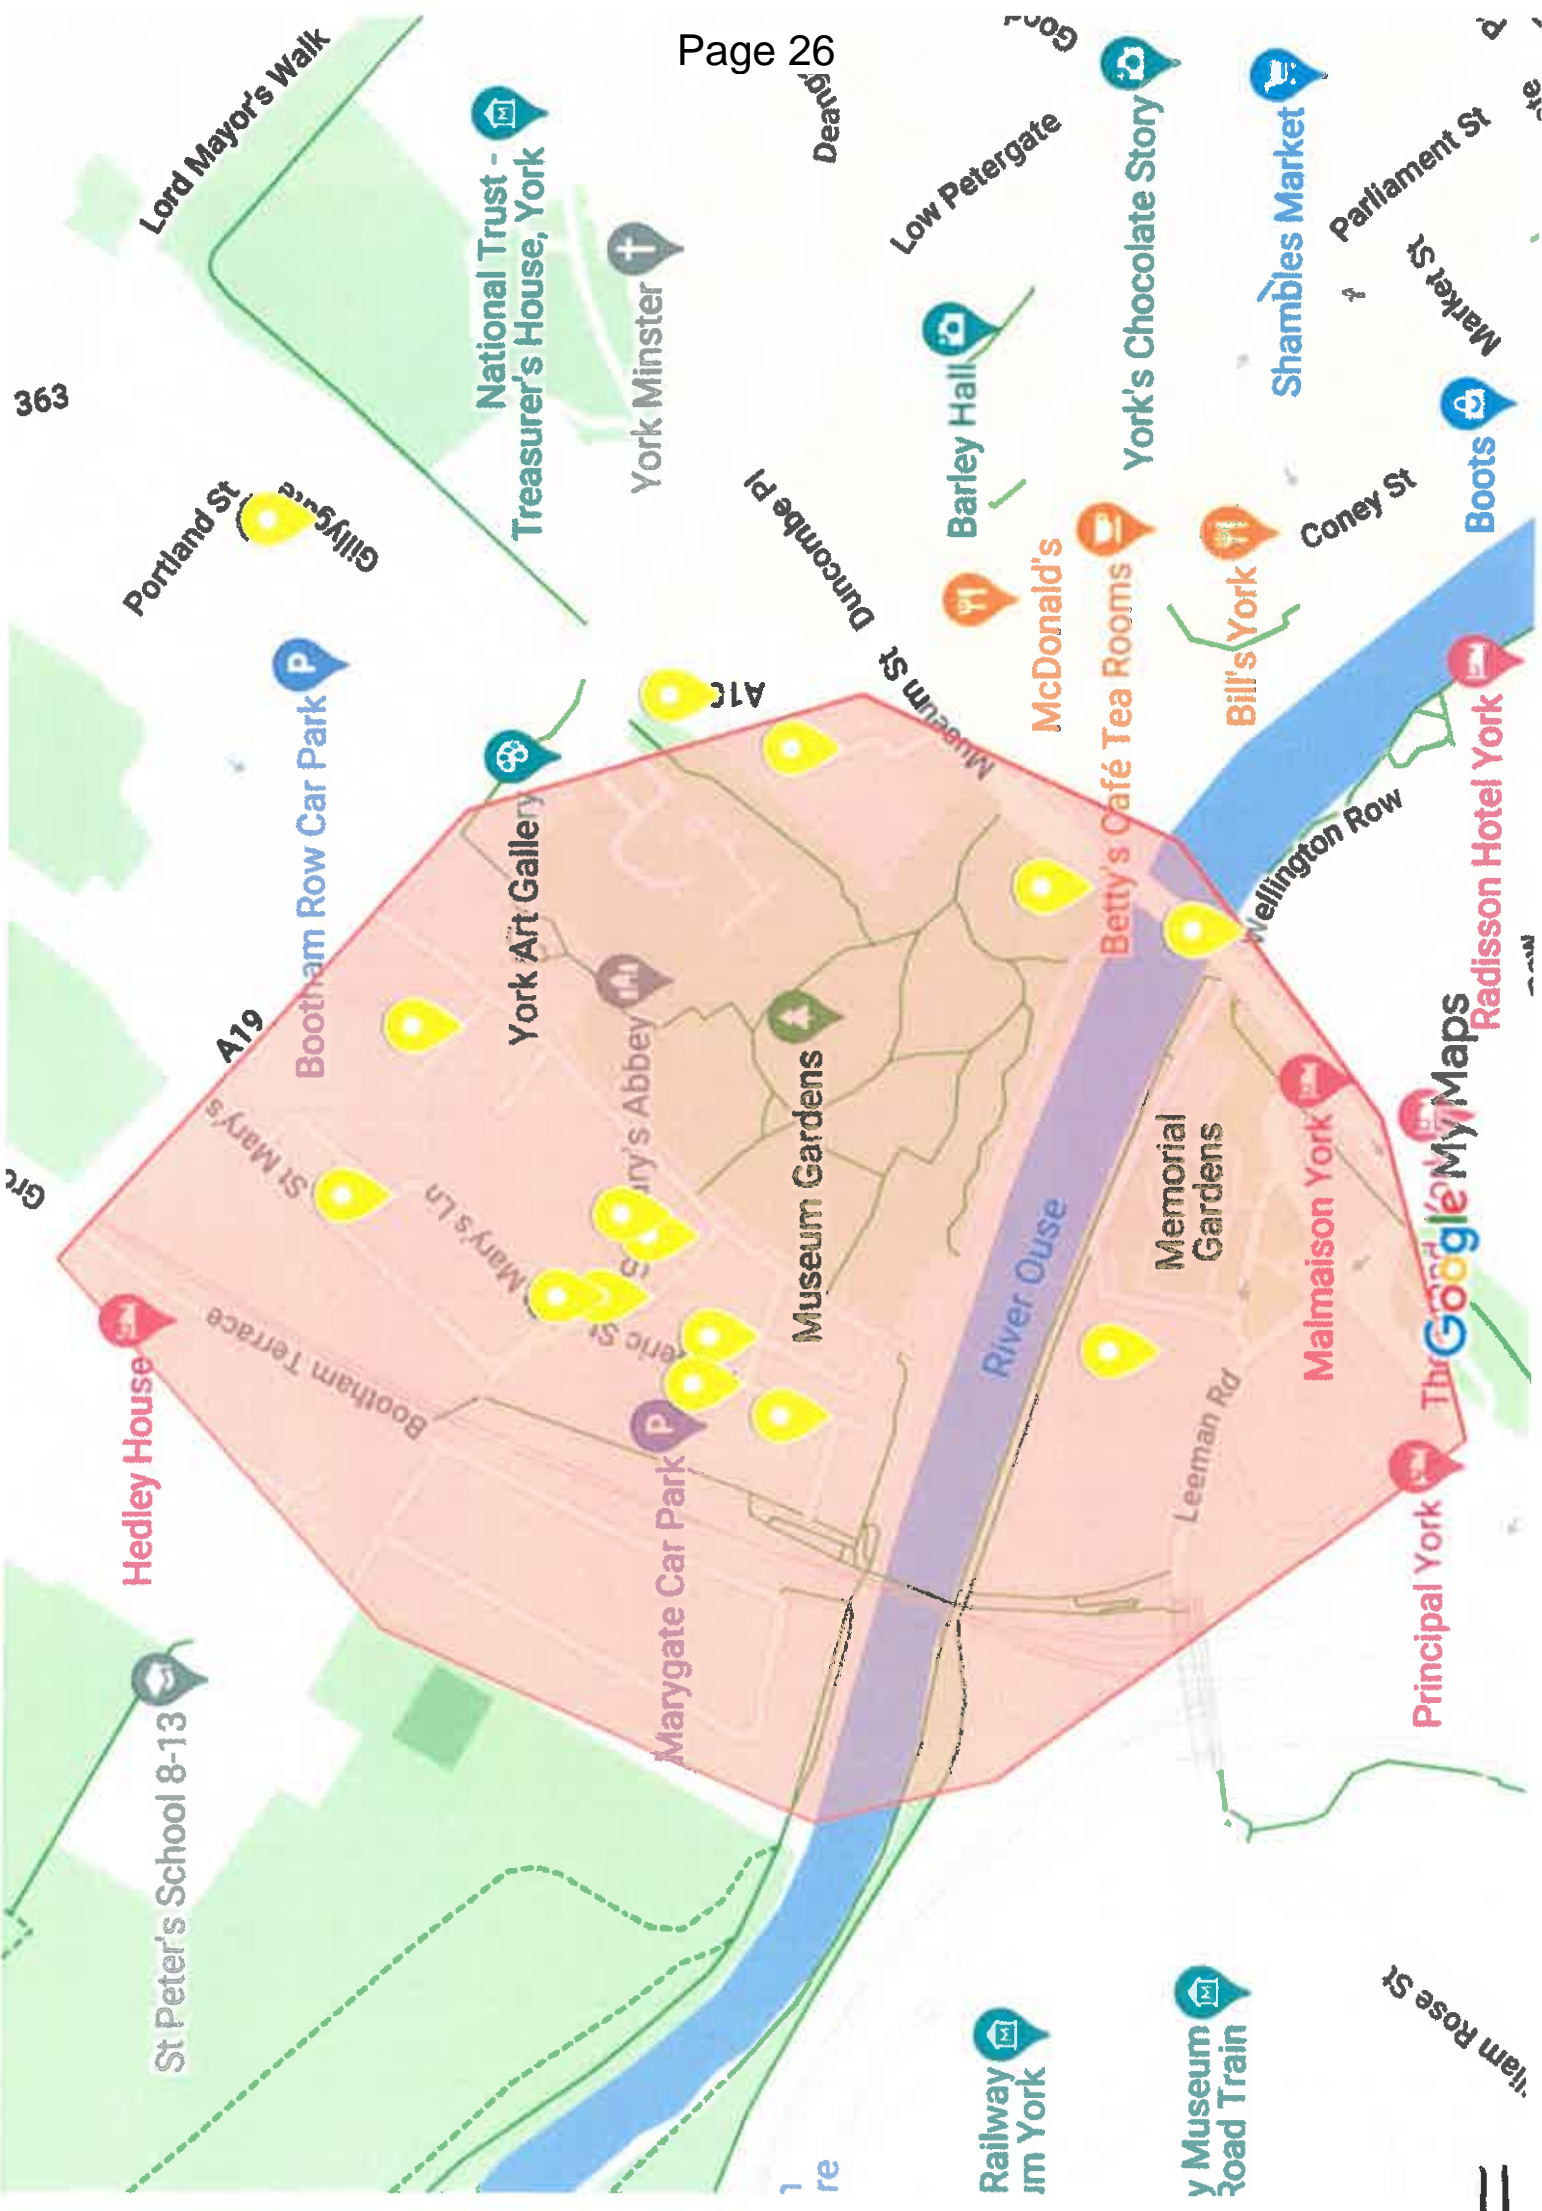 Page 26
363
Lord Mayor's Walk
Portland St
Gillygate
National Trust -
Treasurer's House, York
York Minster
Low Petergate
York's Chocolate Story
Shambles Market
Parliament St
Market St
Barley Hall
Duncombe Pl
Museum St
McDonald's
Betty's Café Tea Rooms
Bill's York
Coney St
Boots
Bootham Row Car Park
York Art Gallery
A19
St Mary's
Mary's Ln
Museum Gardens
Bootham Terrace
Hedley House
Marygate Car Park
River Ouse
Memorial
Gardens
Wellington Row
Radisson Hotel York
Malmaison York
Leeman Rd
Principal York
Google My Maps
St Peter's School 8-13
Railway
um York
y Museum
Road Train
liam Rose St